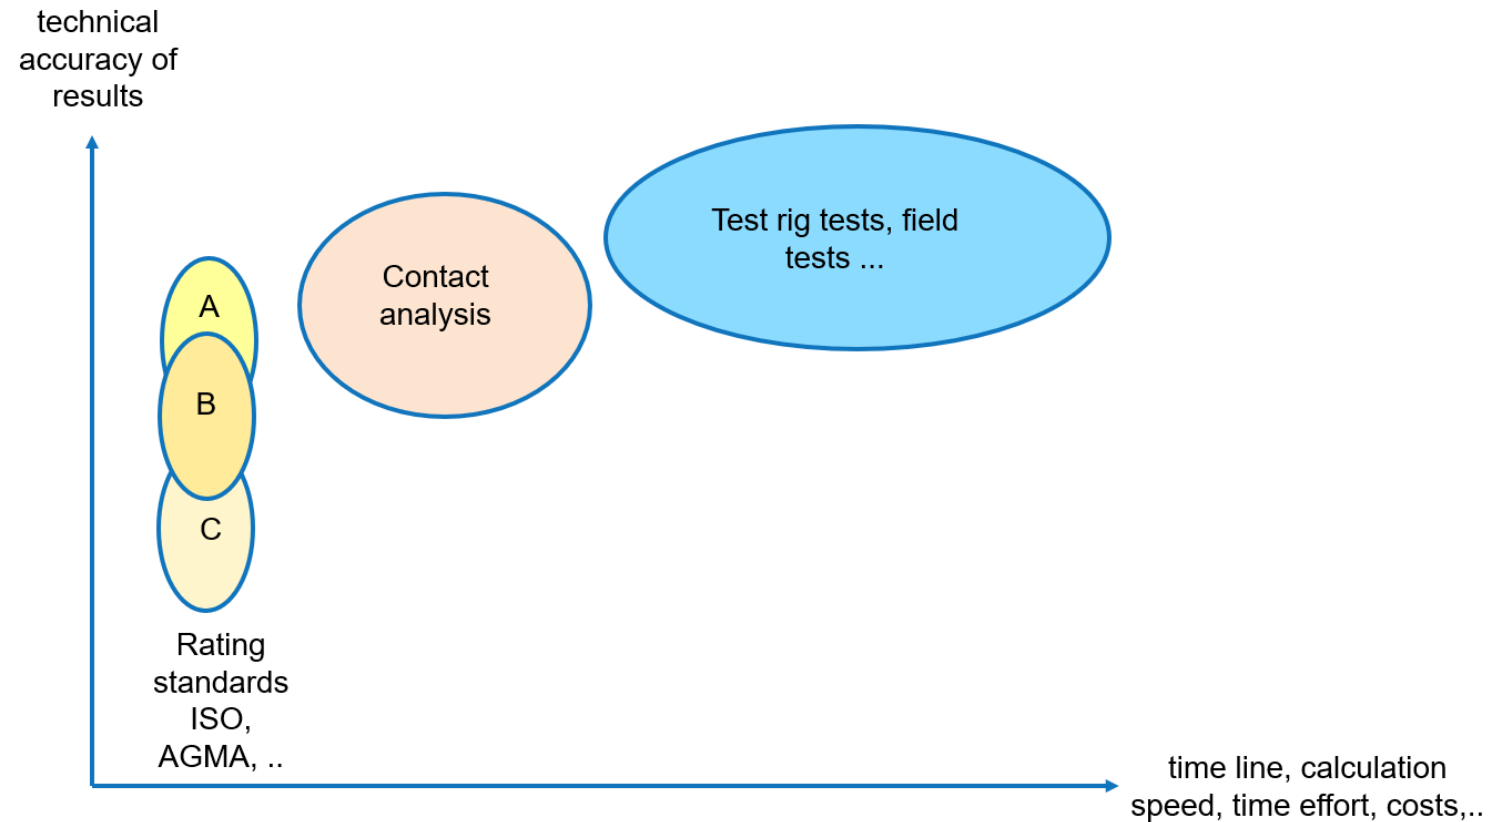 technical
accuracy of
results
Test rig tests, field
tests ...
Contact
analysis
A
B
C
Rating
standards
ISO,
AGMA, ..
time line, calculation
speed, time effort, costs,..